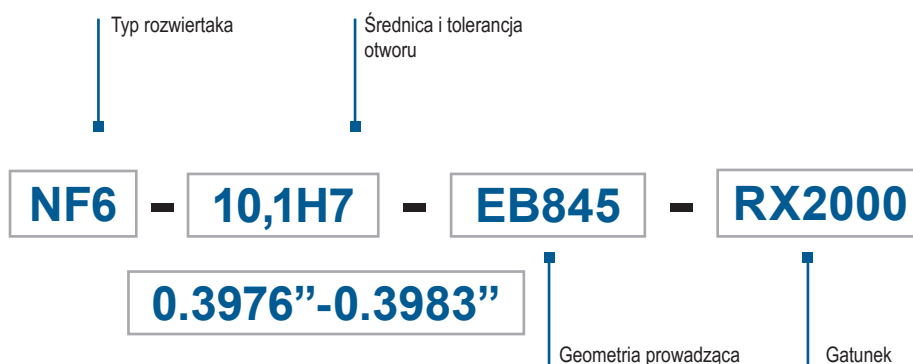 Typ rozwiertaka
Średnica i tolerancja
otworu
NF6 - 10,1H7 - EB845 - RX2000
0.3976”-0.3983”
Geometria prowadząca
Gatunek